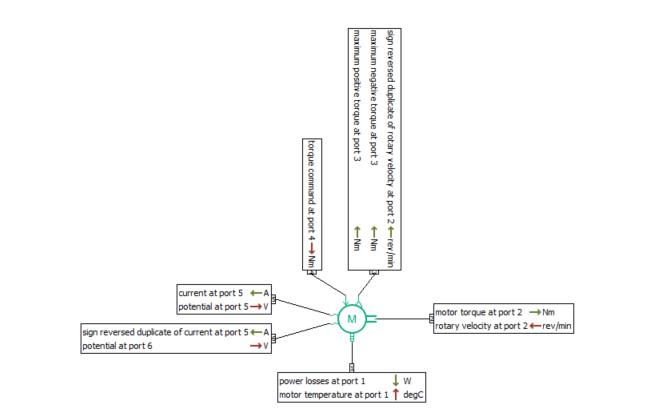 sign reversed duplicate of rotary velocity at port 2 rev/min
maximum negative torque at port 3 Nm
maximum positive torque at port 3 Nm
torque command at port 4 Nm
current at port 5 A
potential at port 5 V
sign reversed duplicate of current at port 5 A
potential at port 6 V
M
motor torque at port 2 Nm
rotary velocity at port 2 rev/min
power losses at port 1 W
motor temperature at port 1 degC